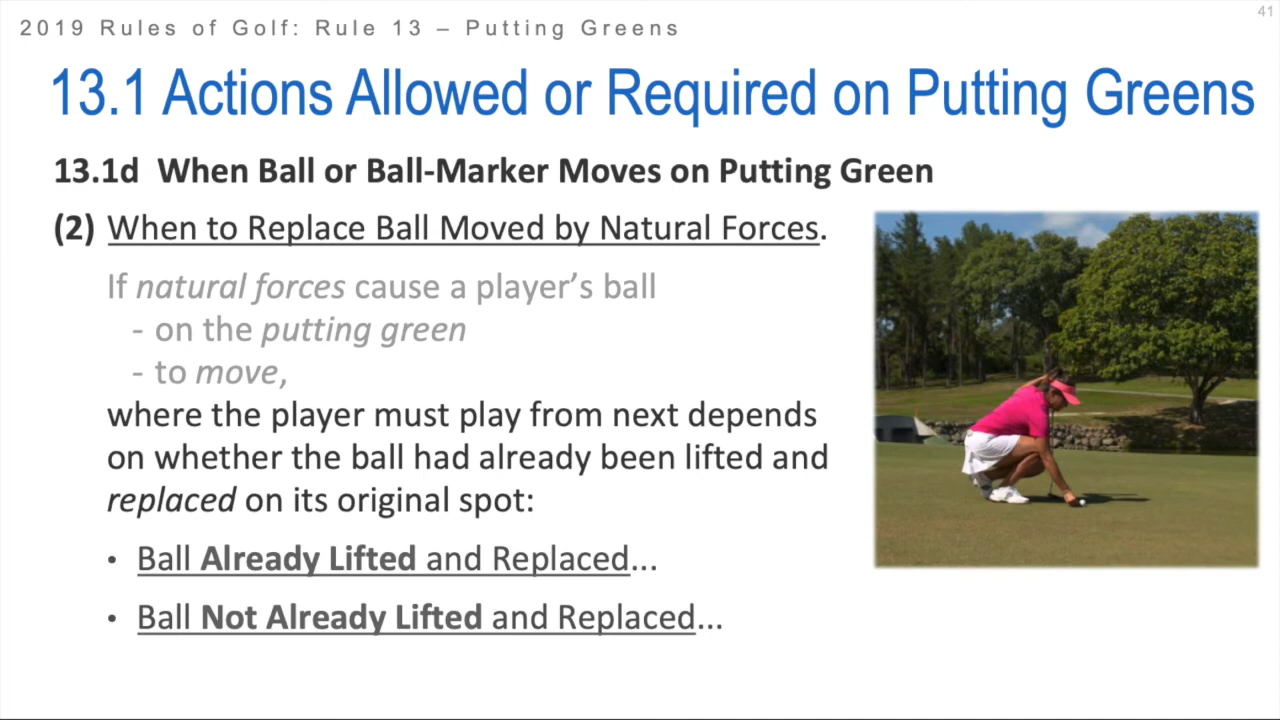 41
2019 Rules of Golf: Rule 13 – Putting Greens
13.1 Actions Allowed or Required on Putting Greens
13.1d When Ball or Ball-Marker Moves on Putting Green
(2) When to Replace Ball Moved by Natural Forces.
If natural forces cause a player’s ball
- on the putting green
- to move,
where the player must play from next depends
on whether the ball had already been lifted and
replaced on its original spot:
• Ball Already Lifted and Replaced...
• Ball Not Already Lifted and Replaced...